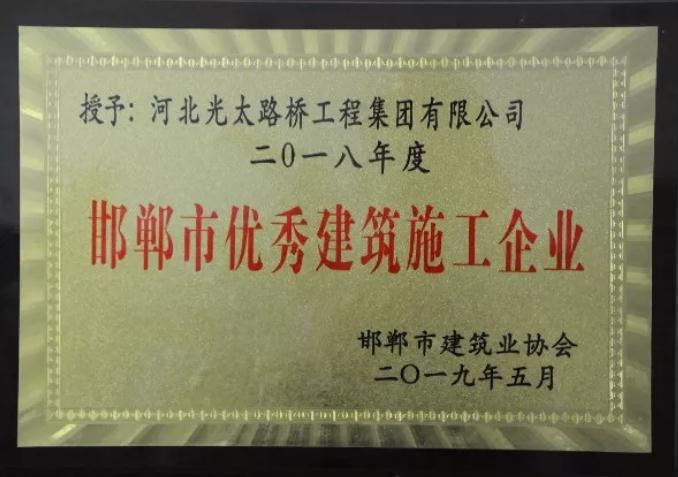 授予：河北光太路桥工程集团有限公司
二〇一八年度
邯郸市优秀建筑施工企业
邯郸市建筑业协会
二〇一九年五月